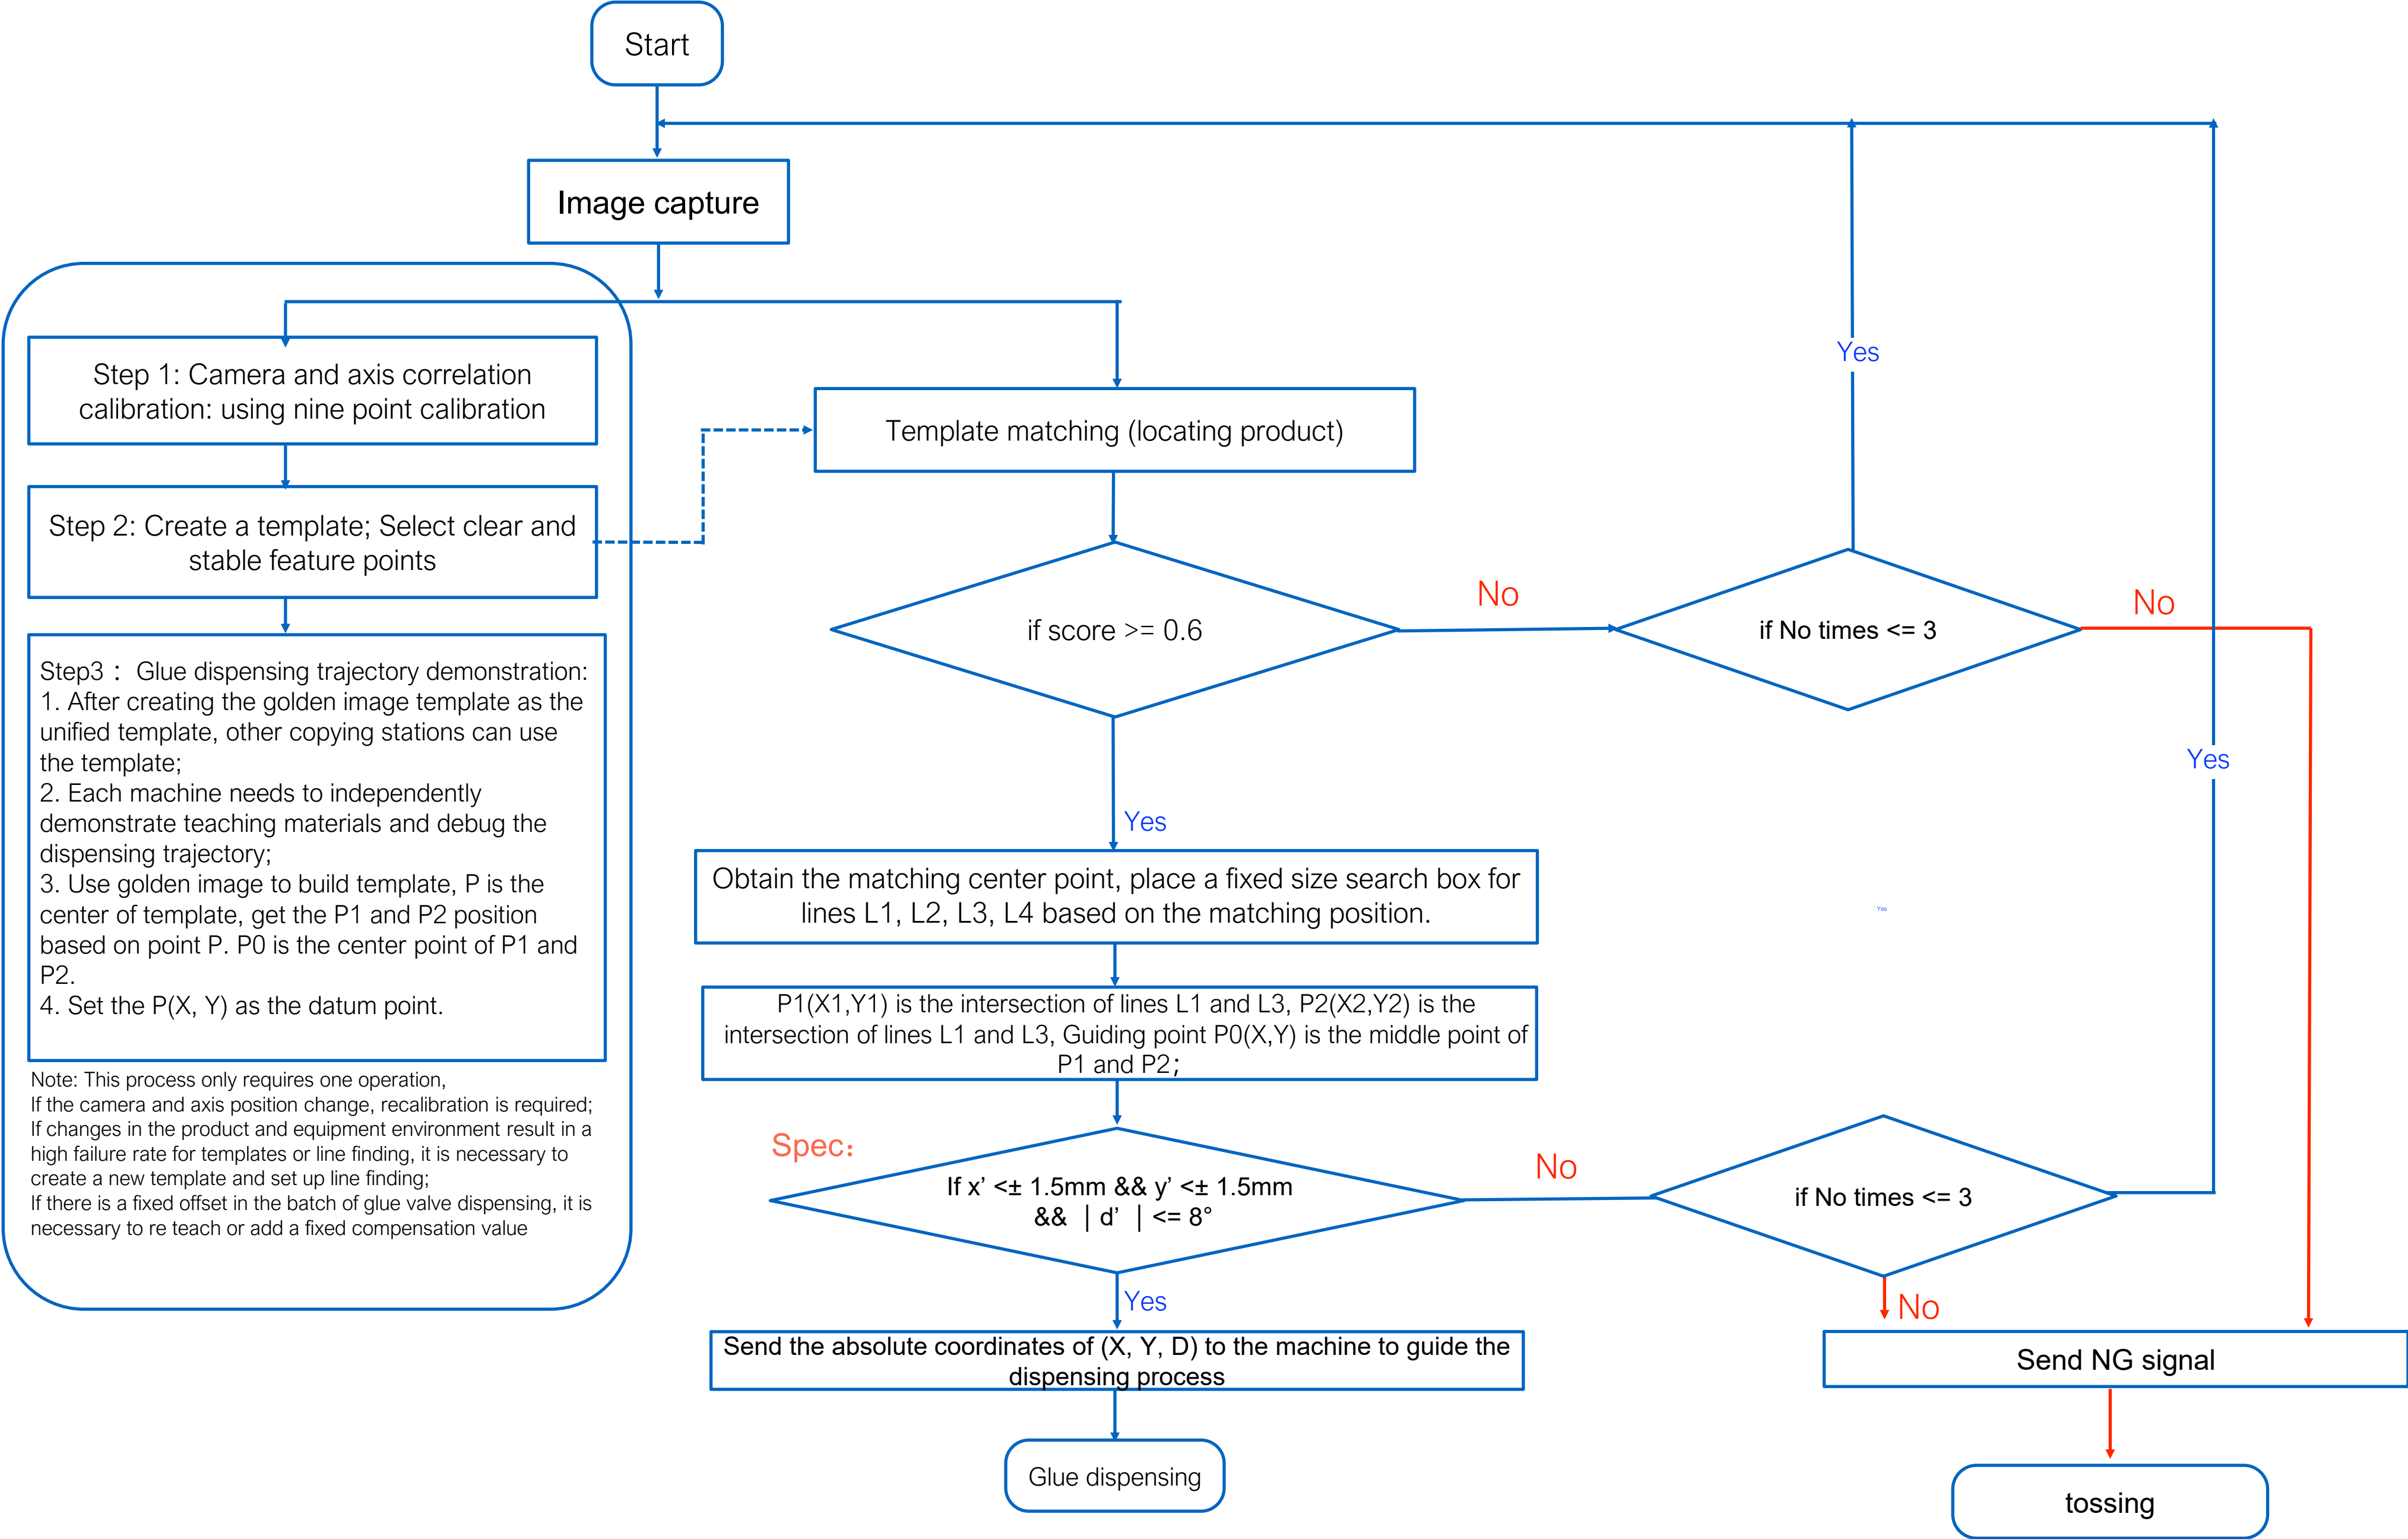 Start
Image capture
Step 1: Camera and axis correlation
calibration: using nine point calibration
Step 2: Create a template; Select clear and
stable feature points
Step3 ： Glue dispensing trajectory demonstration:
1. After creating the golden image template as the
unified template, other copying stations can use
the template;
2. Each machine needs to independently
demonstrate teaching materials and debug the
dispensing trajectory;
3. Use golden image to build template, P is the
center of template, get the P1 and P2 position
based on point P. P0 is the center point of P1 and
P2.
4. Set the P(X, Y) as the datum point.
Note: This process only requires one operation,
If the camera and axis position change, recalibration is required;
If changes in the product and equipment environment result in a
high failure rate for templates or line finding, it is necessary to
create a new template and set up line finding;
If there is a fixed offset in the batch of glue valve dispensing, it is
necessary to re teach or add a fixed compensation value
Template matching (locating product)
if score >= 0.6
No
if No times <= 3
Yes
No
Yes
Obtain the matching center point, place a fixed size search box for
lines L1, L2, L3, L4 based on the matching position.
P1(X1,Y1) is the intersection of lines L1 and L3, P2(X2,Y2) is the
intersection of lines L1 and L3, Guiding point P0(X,Y) is the middle point of
P1 and P2；
Spec：
If x’ <± 1.5mm && y’ <± 1.5mm
&& ｜d’ ｜<= 8°
No
if No times <= 3
Yes
Yes
No
Yes
Send the absolute coordinates of (X, Y, D) to the machine to guide the
dispensing process
Glue dispensing
Send NG signal
tossing